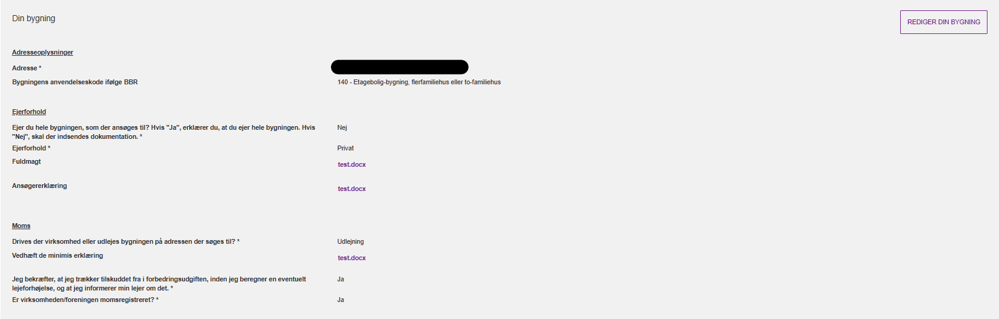 Din bygning
REDIGER DIN BYGNING
Adresseoplysninger
Adresse *
Bygningens anvendelseskode ifølge BBR
140 - Etagebolig-bygning, flerfamiliehus eller to-familiehus
Ejerforhold
Ejer du hele bygningen, som der ansøges til? Hvis "Ja", erklærer du, at du ejer hele bygningen. Hvis
"Nej", skal der indsendes dokumentation. *
Nej
Ejerforhold *
Privat
Fuldmagt
test.docx
Ansøgererklæring
test.docx
Moms
Drives der virksomhed eller udlejes bygningen på adressen der søges til? *
Udlejning
Vedhæft de minimis erklæring
test.docx
Jeg bekræfter, at jeg trækker tilskuddet fra i forbedringsudgiften, inden jeg beregner en eventuelt
lejeforhøjelse, og at jeg informerer min lejer om det. *
Ja
Er virksomheden/foreningen momsregistreret? *
Ja